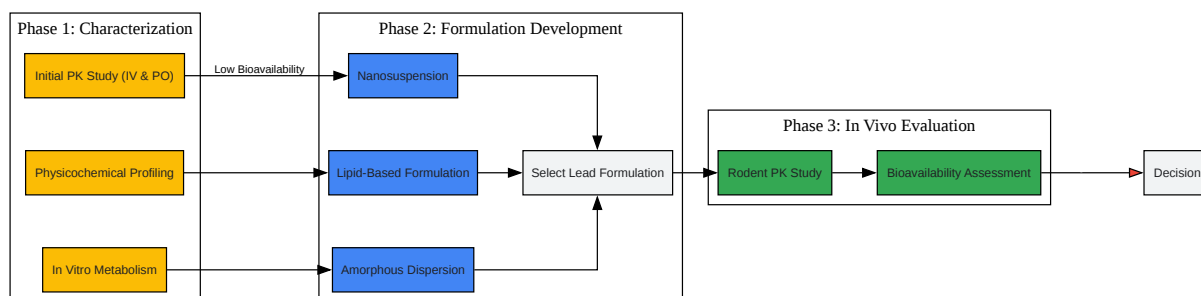 Phase 1: Characterization
Initial PK Study (IV & PO)
Physicochemical Profiling
In Vitro Metabolism
Low Bioavailability
Phase 2: Formulation Development
Nanosuspension
Lipid-Based Formulation
Amorphous Dispersion
Select Lead Formulation
Phase 3: In Vivo Evaluation
Rodent PK Study
Bioavailability Assessment
Decision